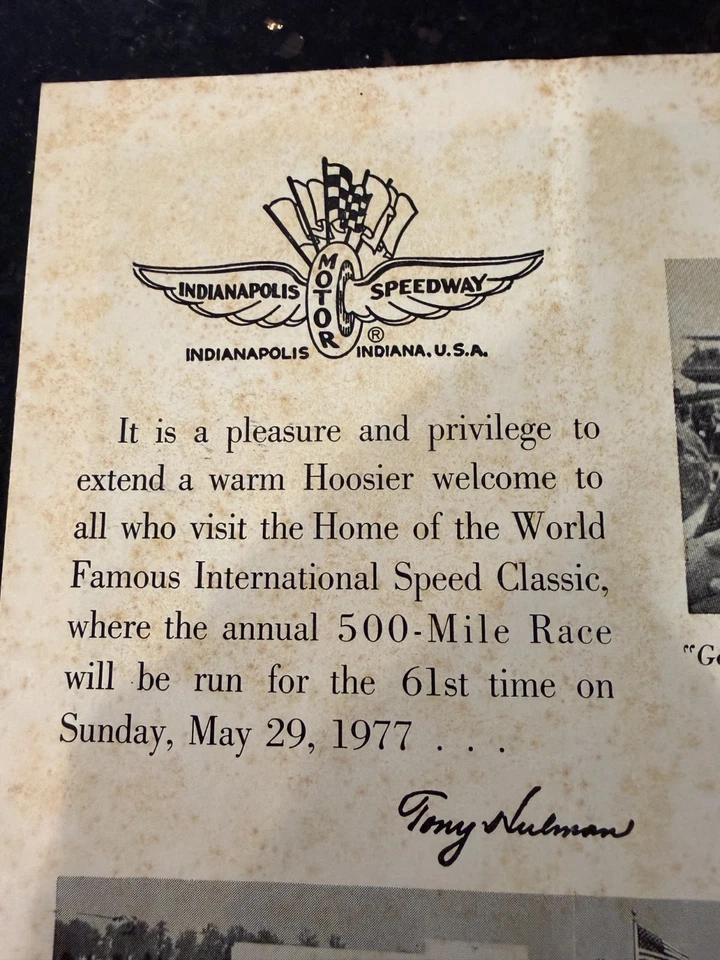 INDIANAPOLIS MOTOR SPEEDWAY
®
INDIANAPOLIS INDIANA. U.S.A.
It is a pleasure and privilege to
extend a warm Hoosier welcome to
all who visit the Home of the World
Famous International Speed Classic,
where the annual 500-Mile Race
will be run for the 61st time on
Sunday, May 29, 1977 . . .
Tony Hulman